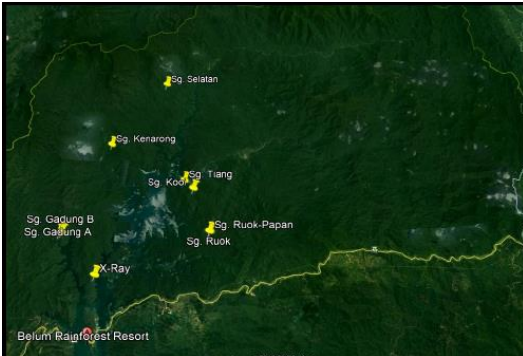 Sg. Selatan
Sg. Kenarong
Sg. Tiang
Sg. Kooi
Sg. Gadung B
Sg. Ruok-Papan
Sg. Gadung A
Sg. Ruok
X-Ray
Belum Rainforest Resort